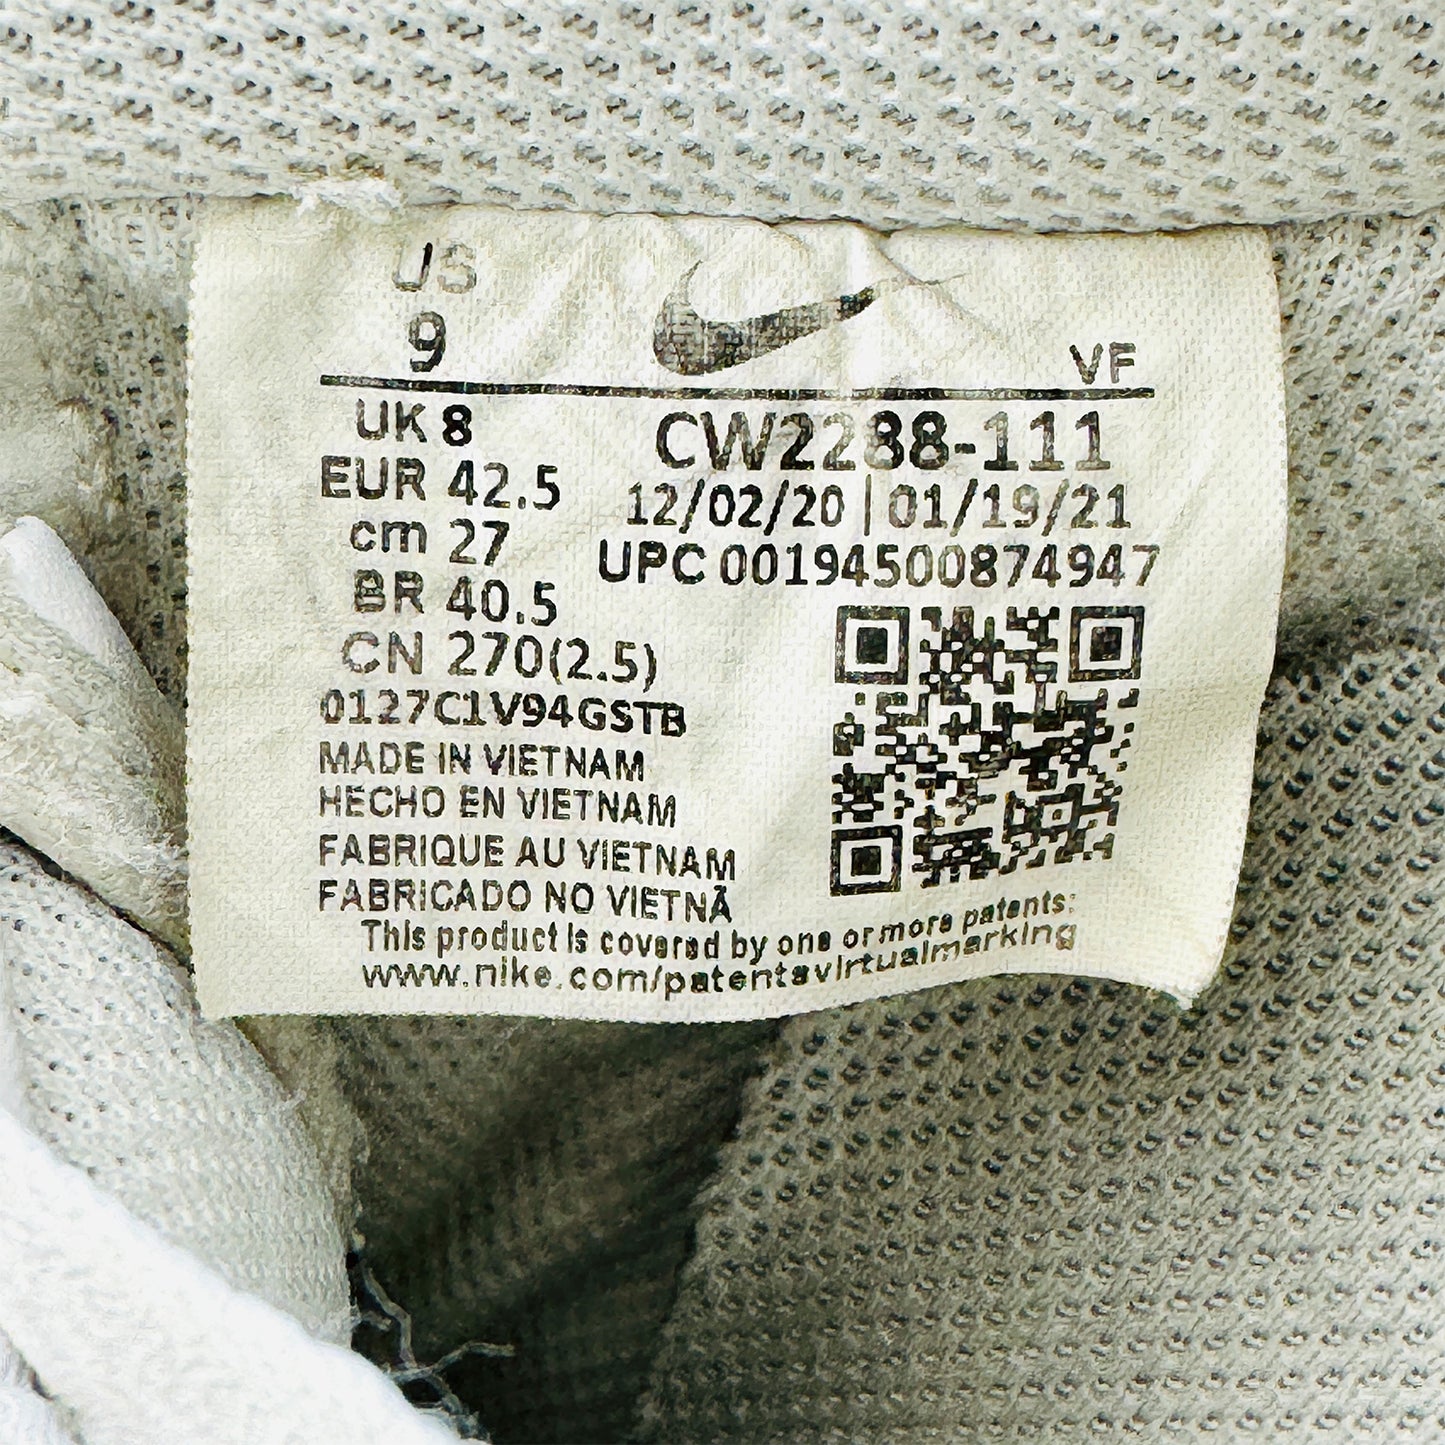 US
9
VF
UK 8
EUR 42.5
cm 27
BR 40.5
CN 270(2.5)
CW2288-111
12/02/20 | 01/19/21
UPC 00194500874947
0127C1V94GSTB
MADE IN VIETNAM
HECHO EN VIETNAM
FABRIQUE AU VIETNAM
FABRICADO NO VIETNÃ
This product is covered by one or more patents:
www.nike.com/patentsvirtualmarking